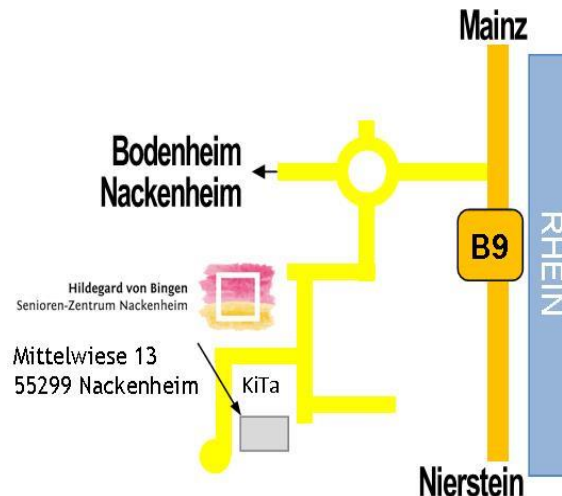 Mainz
Bodenheim
Nackenheim
B9
RHEIN
Hildegard von Bingen
Senioren-Zentrum Nackenheim
Mittelwiese 13
55299 Nackenheim
KiTa
Nierstein